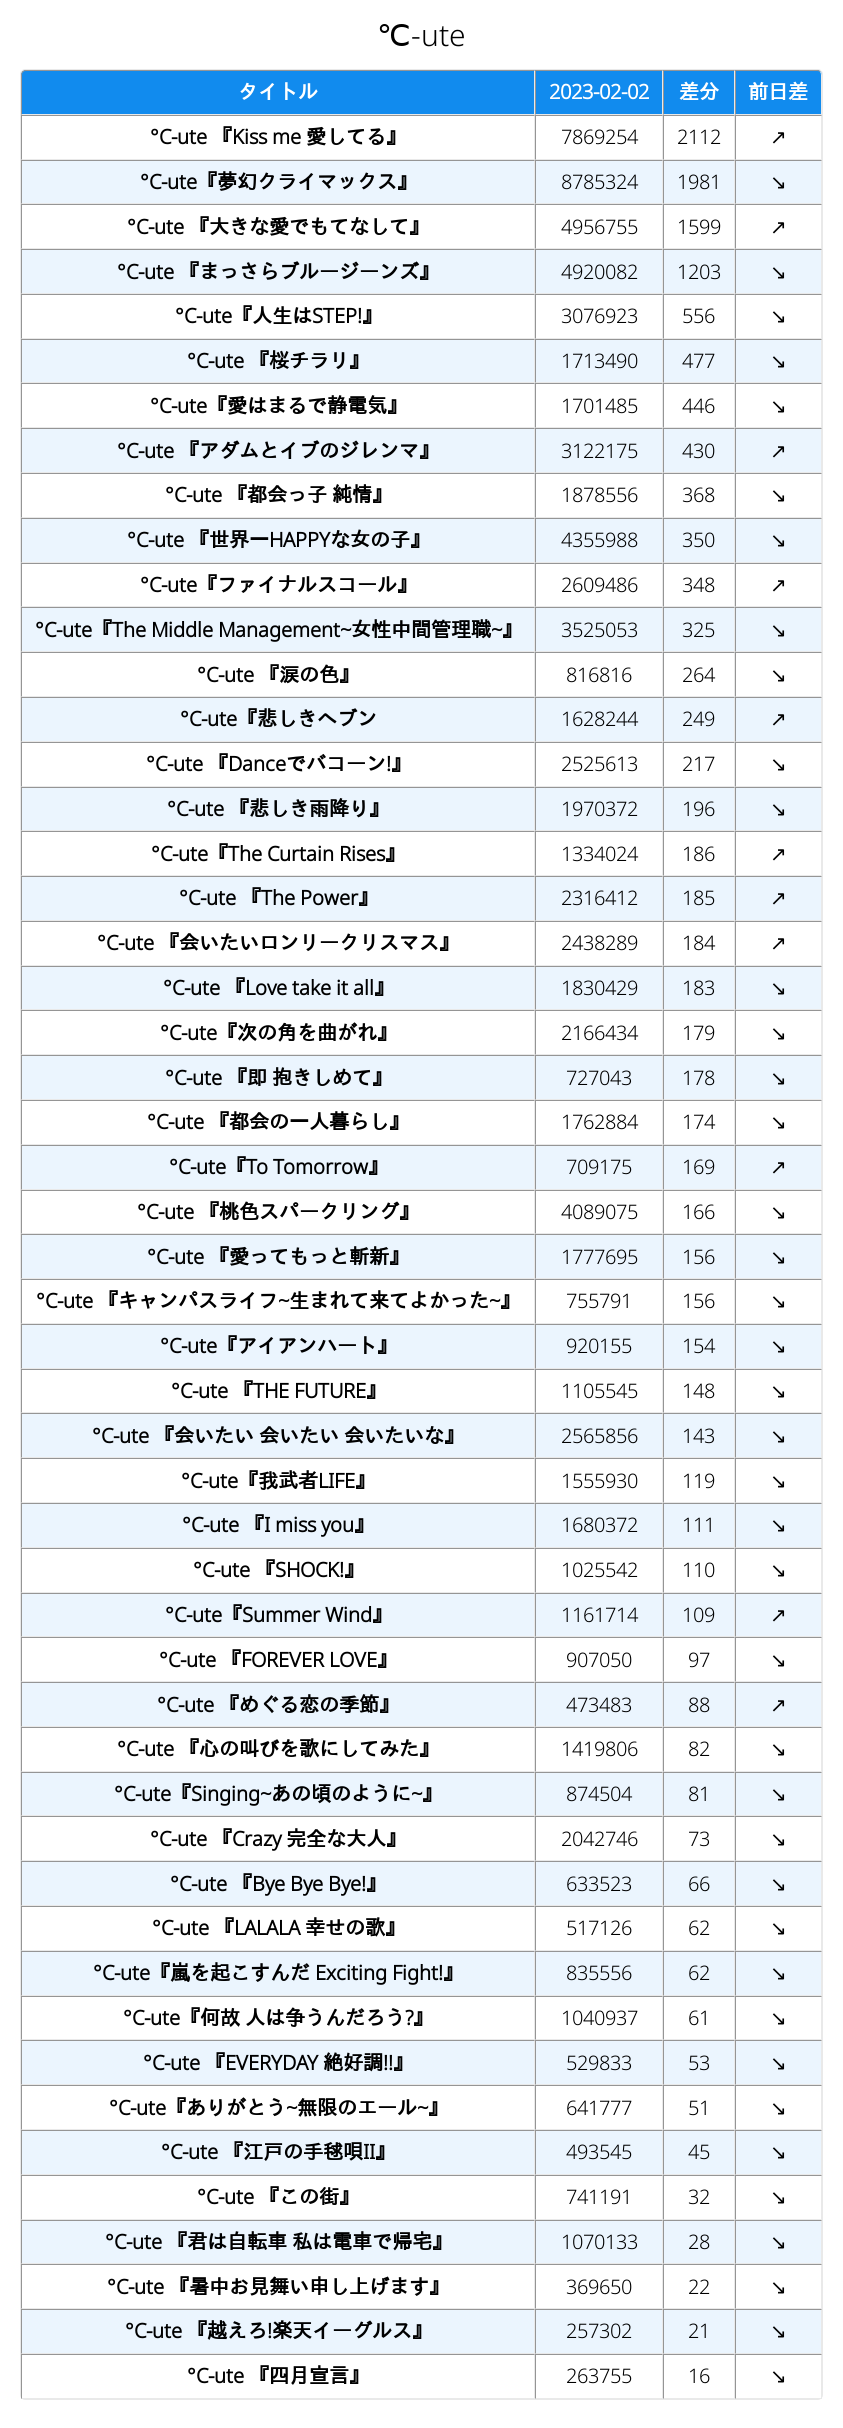 ℃-ute
タイトル 2023-02-02 差分 前日差
°C-ute 『Kiss me 愛してる』 7869254 2112 ↗
°C-ute『夢幻クライマックス』 8785324 1981 ↘
°C-ute 『大きな愛でもてなして』 4956755 1599 ↗
°C-ute 『まっさらブルージーンズ』 4920082 1203 ↘
°C-ute『人生はSTEP!』 3076923 556 ↘
°C-ute 『桜チラリ』 1713490 477 ↘
°C-ute『愛はまるで静電気』 1701485 446 ↘
°C-ute 『アダムとイブのジレンマ』 3122175 430 ↗
°C-ute 『都会っ子 純情』 1878556 368 ↘
°C-ute 『世界一HAPPYな女の子』 4355988 350 ↘
°C-ute『ファイナルスコール』 2609486 348 ↗
°C-ute『The Middle Management~女性中間管理職~』 3525053 325 ↘
°C-ute 『涙の色』 816816 264 ↘
°C-ute『悲しきヘブン 1628244 249 ↗
°C-ute 『Danceでバコーン!』 2525613 217 ↘
°C-ute 『悲しき雨降り』 1970372 196 ↘
°C-ute『The Curtain Rises』 1334024 186 ↗
°C-ute 『The Power』 2316412 185 ↗
°C-ute 『会いたいロンリークリスマス』 2438289 184 ↗
°C-ute 『Love take it all』 1830429 183 ↘
°C-ute『次の角を曲がれ』 2166434 179 ↘
°C-ute 『即 抱きしめて』 727043 178 ↘
°C-ute 『都会の一人暮らし』 1762884 174 ↘
°C-ute『To Tomorrow』 709175 169 ↗
°C-ute 『桃色スパークリング』 4089075 166 ↘
°C-ute 『愛ってもっと斬新』 1777695 156 ↘
°C-ute 『キャンパスライフ~生まれて来てよかった~』 755791 156 ↘
°C-ute『アイアンハート』 920155 154 ↘
°C-ute 『THE FUTURE』 1105545 148 ↘
°C-ute 『会いたい 会いたい 会いたいな』 2565856 143 ↘
°C-ute『我武者LIFE』 1555930 119 ↘
°C-ute 『I miss you』 1680372 111 ↘
°C-ute 『SHOCK!』 1025542 110 ↘
°C-ute『Summer Wind』 1161714 109 ↗
°C-ute 『FOREVER LOVE』 907050 97 ↘
°C-ute 『めぐる恋の季節』 473483 88 ↗
°C-ute 『心の叫びを歌にしてみた』 1419806 82 ↘
°C-ute『Singing~あの頃のように~』 874504 81 ↘
°C-ute 『Crazy 完全な大人』 2042746 73 ↘
°C-ute 『Bye Bye Bye!』 633523 66 ↘
°C-ute 『LALALA 幸せの歌』 517126 62 ↘
°C-ute『嵐を起こすんだ Exciting Fight!』 835556 62 ↘
°C-ute『何故 人は争うんだろう?』 1040937 61 ↘
°C-ute 『EVERYDAY 絶好調!!』 529833 53 ↘
°C-ute『ありがとう~無限のエール~』 641777 51 ↘
°C-ute 『江戸の手毬唄II』 493545 45 ↘
°C-ute 『この街』 741191 32 ↘
°C-ute 『君は自転車 私は電車で帰宅』 1070133 28 ↘
°C-ute 『暑中お見舞い申し上げます』 369650 22 ↘
°C-ute 『越えろ!楽天イーグルス』 257302 21 ↘
°C-ute 『四月宣言』 263755 16 ↘